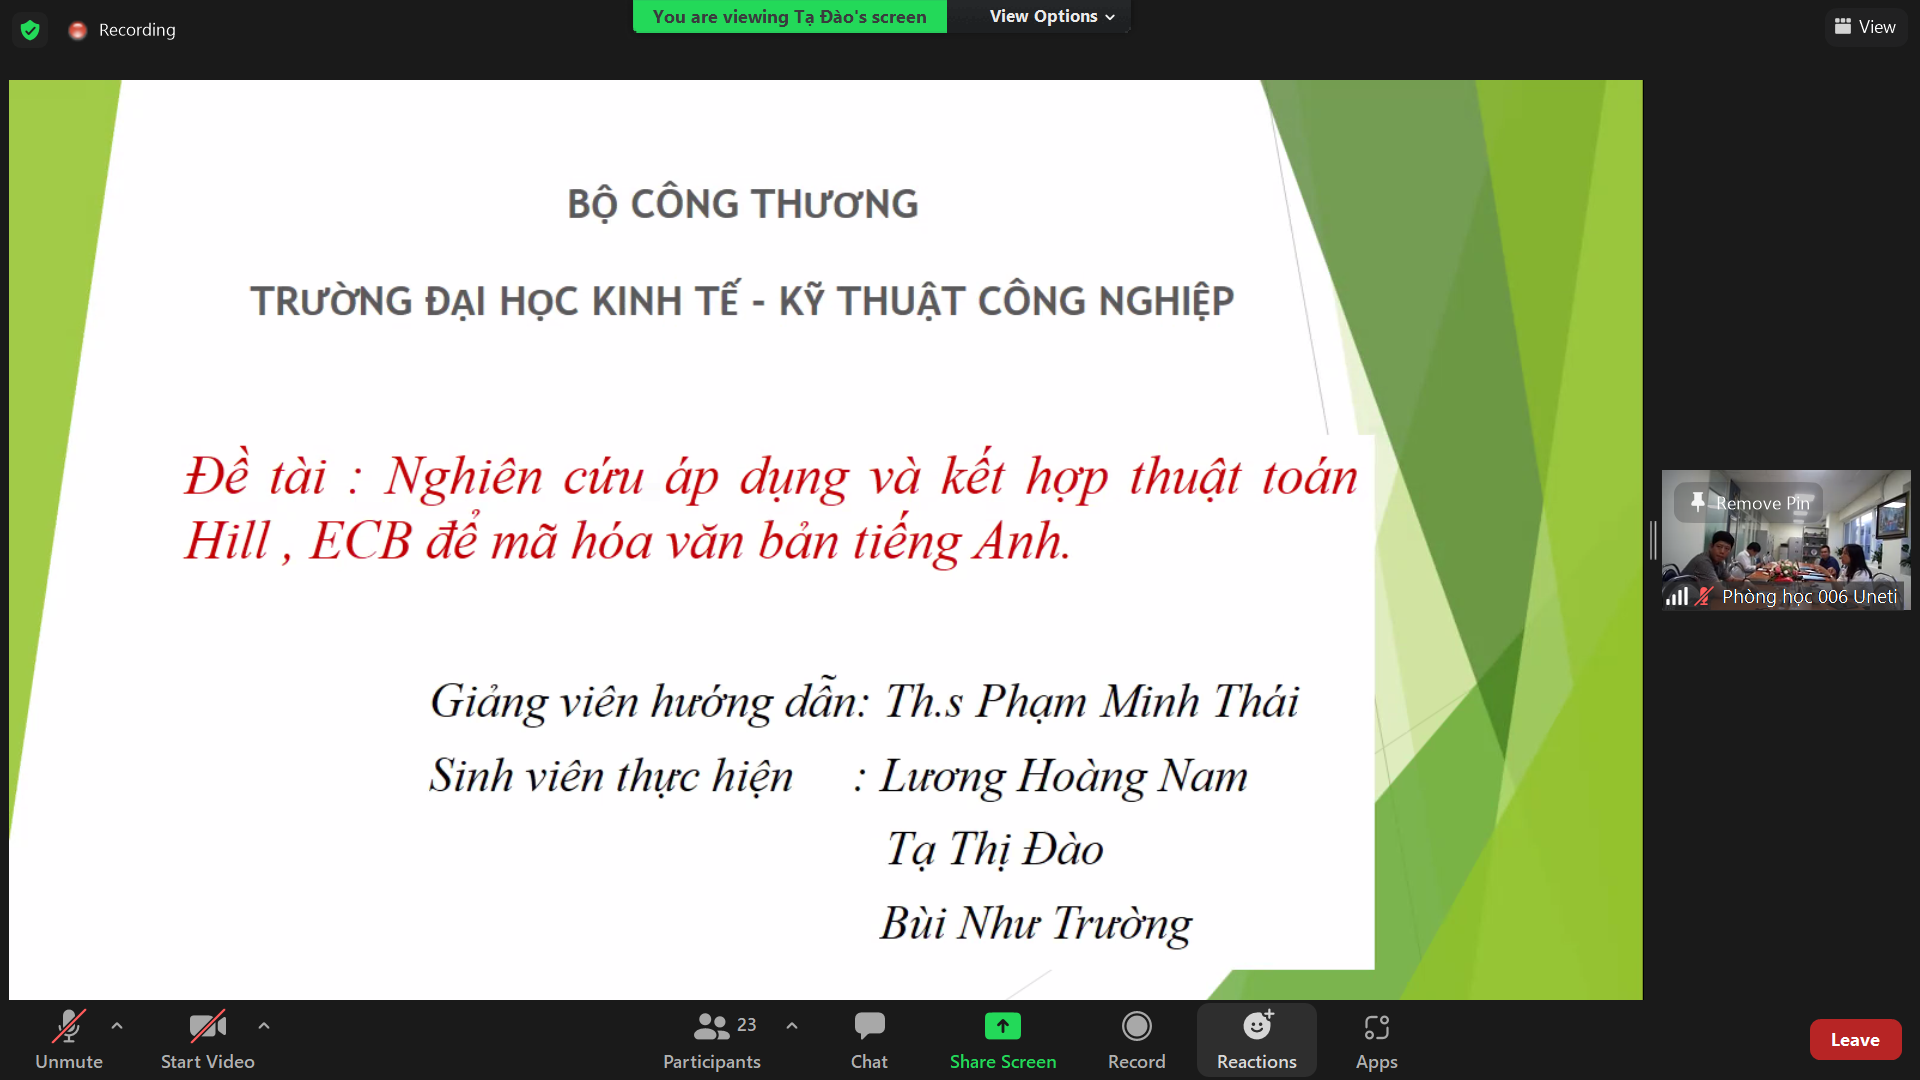 You are viewing Tạ Đào's screen
View Options
Recording
View
BỘ CÔNG THƯƠNG
TRƯỜNG ĐẠI HỌC KINH TẾ - KỸ THUẬT CÔNG NGHIỆP
Đề tài : Nghiên cứu áp dụng và kết hợp thuật toán
Hill , ECB để mã hóa văn bản tiếng Anh.
Giảng viên hướng dẫn: Th.s Phạm Minh Thái
Sinh viên thực hiện : Lương Hoàng Nam
Tạ Thị Đào
Bùi Như Trường
Remove Pin
Phòng học 006 Uneti
Unmute
Start Video
23
Participants
Chat
Share Screen
Record
Reactions
Apps
Leave